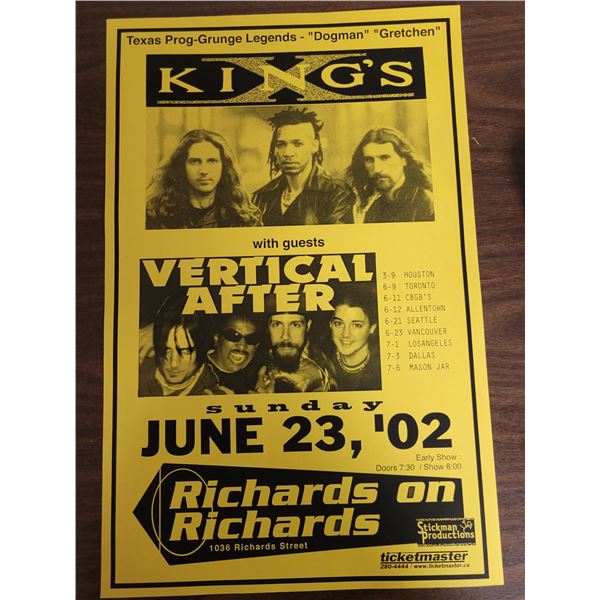 Texas Prog-Grunge Legends - "Dogman" "Gretchen"
KING'S X
with guests
VERTICAL
AFTER
3-9 HOUSTON
6-9 TORONTO
6-11 CBGB'S
6-12 ALLENTOWN
6-21 SEATTLE
6-23 VANCOUVER
7-1 LOSANGELES
7-3 DALLAS
7-6 MASON JAR
sunday
JUNE 23, '02
Early Show :
Doors 7:30 / Show 8:00
Richards on
Richards
1036 Richards Street
Stickman
Productions
ticketmaster
280-4444 / www.ticketmaster.ca